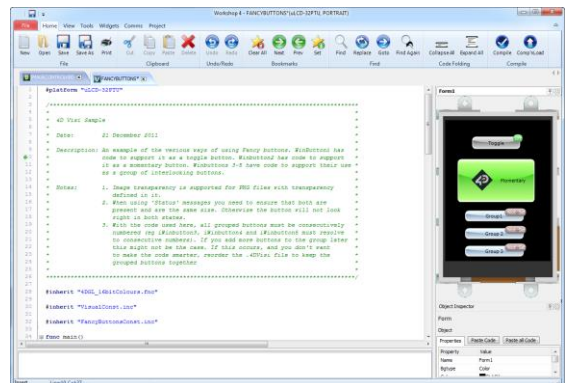 Workshop 4 - FANCYBUTTONS*(uLCD-32PTU, PORTRAIT)
File Home View Tools Widgets Comms Project
New Open Save Save As Print Cut Copy Paste Delete Undo Redo Clear All Next Prev Set Find Replace Goto Find Again Collapse All Expand All Compile Comp'nLoad
File Clipboard Undo/Redo Bookmarks Find Code Folding Compile
FANCYBUTTONS*
#platform "uLCD-32PTU"
4D Visi Sample
Date: 21 December 2011
Description: An example of the various ways of using Fancy buttons. WinButton1 has
code to support it as a toggle button. Winbutton2 has code to support
it as a momentary button. Winbuttons 3-5 have code to support their use
as a group of interlocking buttons.
Notes: 1. Image transparency is supported for PNG files with transparency
defined in it.
2. When using 'Status' messages you need to ensure that both are
present and are the same size. Otherwise the button will not look
right in both states.
3. With the code used here, all grouped buttons must be consecutively
numbered (eg iWinbutton3, iWinbutton4 and iWinbutton5 must resolve
to consecutive numbers). If you add more buttons to the group later
this might not be the case. If this occurs, and you don't want
to make the code smarter, reorder the .4DVisi file to keep the
grouped buttons together
#inherit "4DGL_16bitColours.fnc"
#inherit "VisualConst.inc"
#inherit "FancyButtonsConst.inc"
func main()
Form1
Toggle
Momentary
Group1
Group 2
Group 3
Object Inspector
Form
Object
Properties Paste Code Paste all Code
Property Value
Name Form1
Bgtype Color